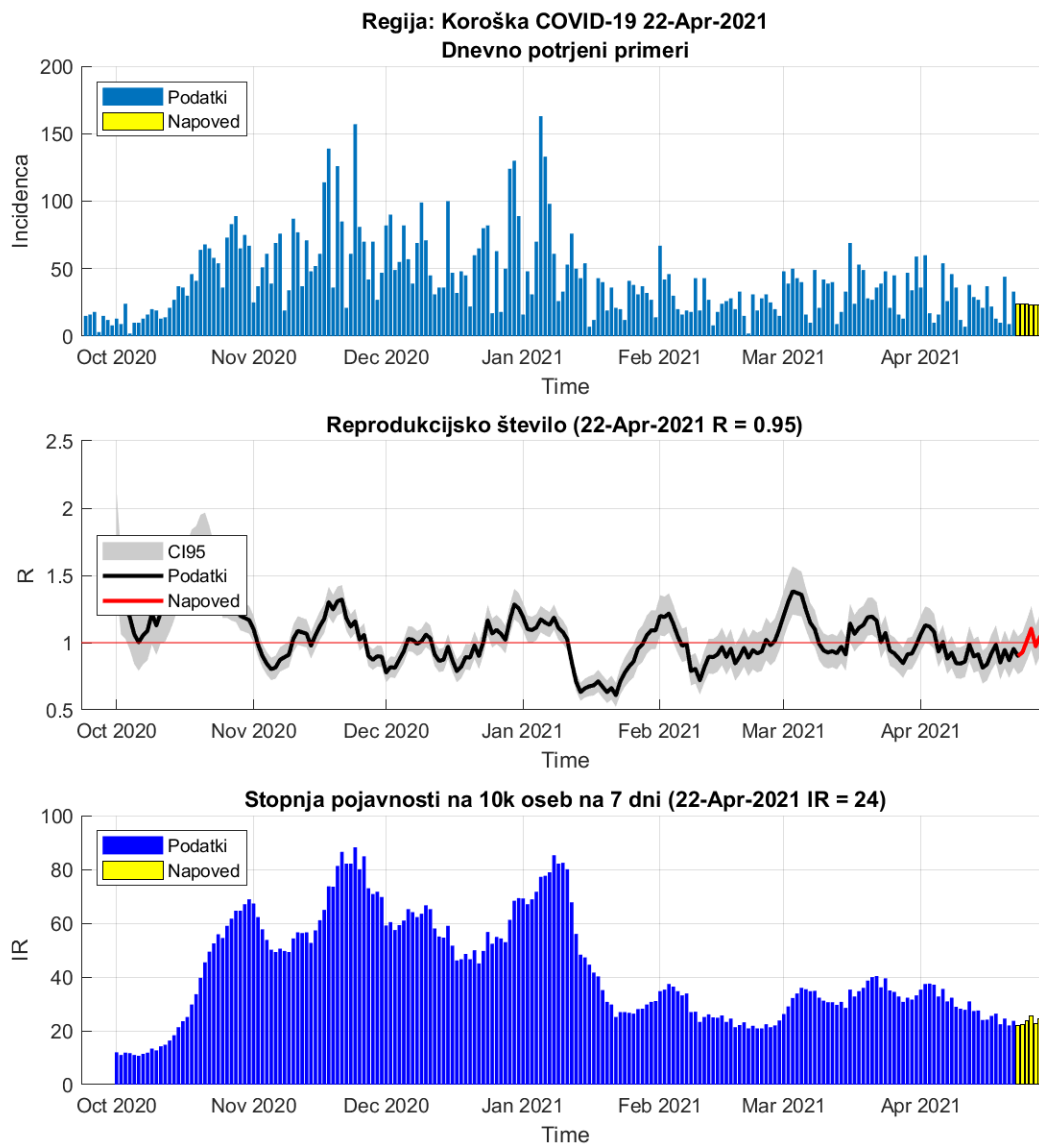 Regija: Koroška COVID-19 22-Apr-2021
Dnevno potrjeni primeri
200
150
100
50
0
Incidenca
Podatki
Napoved
Oct 2020 Nov 2020 Dec 2020 Jan 2021 Feb 2021 Mar 2021 Apr 2021
Time
Reprodukcijsko število (22-Apr-2021 R = 0.95)
2.5
2
1.5
1
0.5
R
CI95
Podatki
Napoved
Oct 2020 Nov 2020 Dec 2020 Jan 2021 Feb 2021 Mar 2021 Apr 2021
Time
Stopnja pojavnosti na 10k oseb na 7 dni (22-Apr-2021 IR = 24)
100
80
60
40
20
0
IR
Podatki
Napoved
Oct 2020 Nov 2020 Dec 2020 Jan 2021 Feb 2021 Mar 2021 Apr 2021
Time